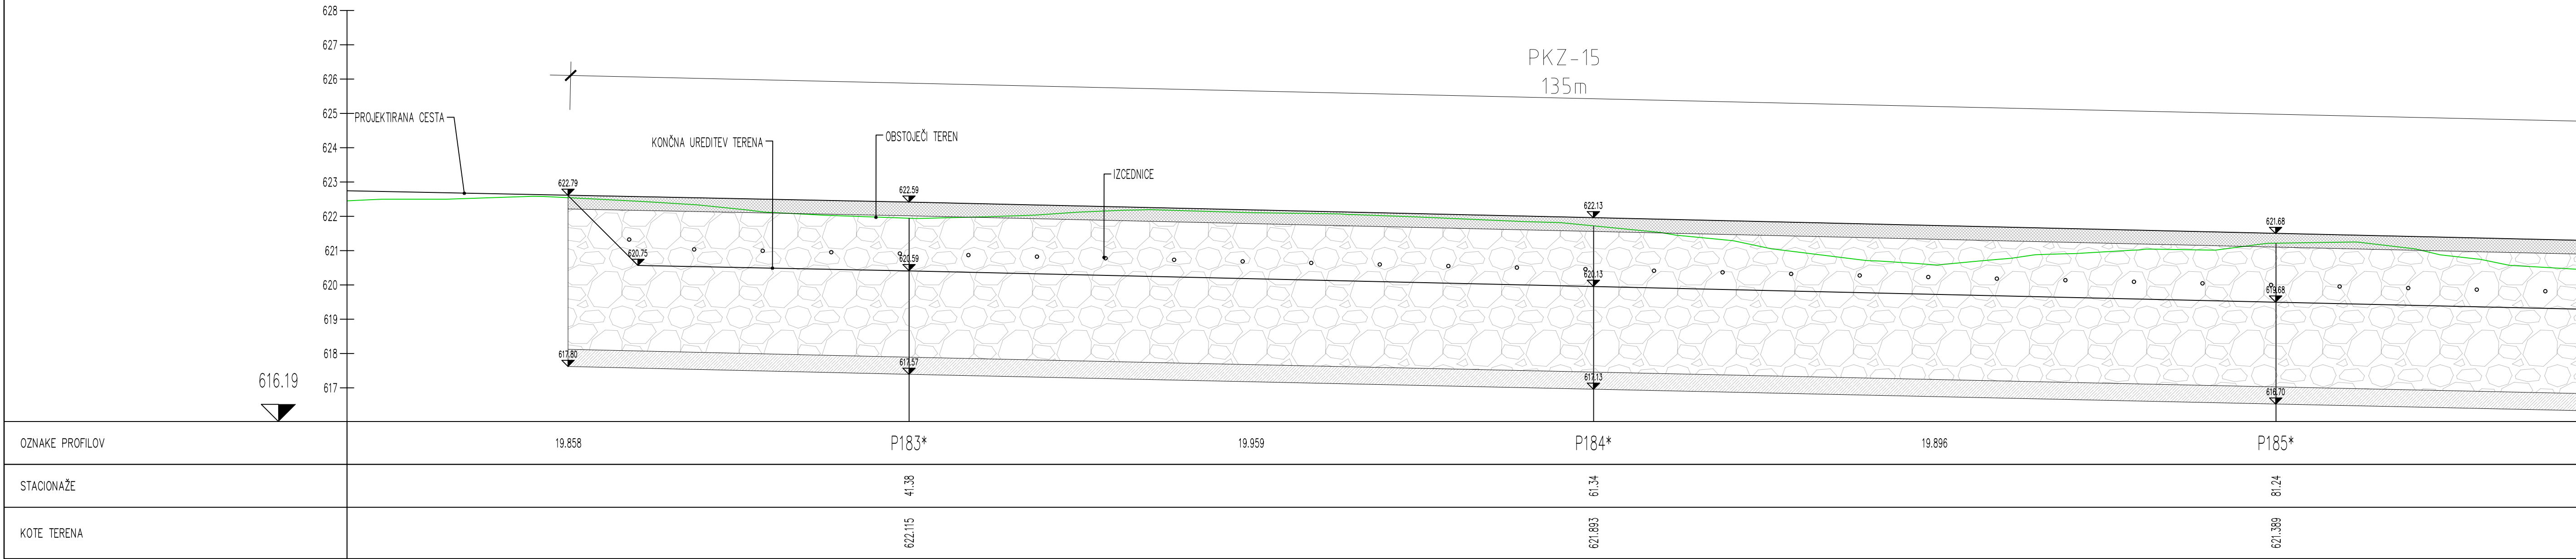 628
627
626
625
624
623
622
621
620
619
618
617
616.19
PKZ-15
135m
PROJEKTIRANA CESTA
KONČNA UREDITEV TERENA
OBSTOJEČI TEREN
IZCEDNICE
622.79
622.59
622.13
621.68
620.75
620.59
620.13
619.68
617.80
617.57
617.13
616.70
OZNAKE PROFILOV 19.858 P183* 19.959 P184* 19.896 P185*
STACIONAŽE 41.38 61.34 81.24
KOTE TERENA 622.115 621.893 621.389